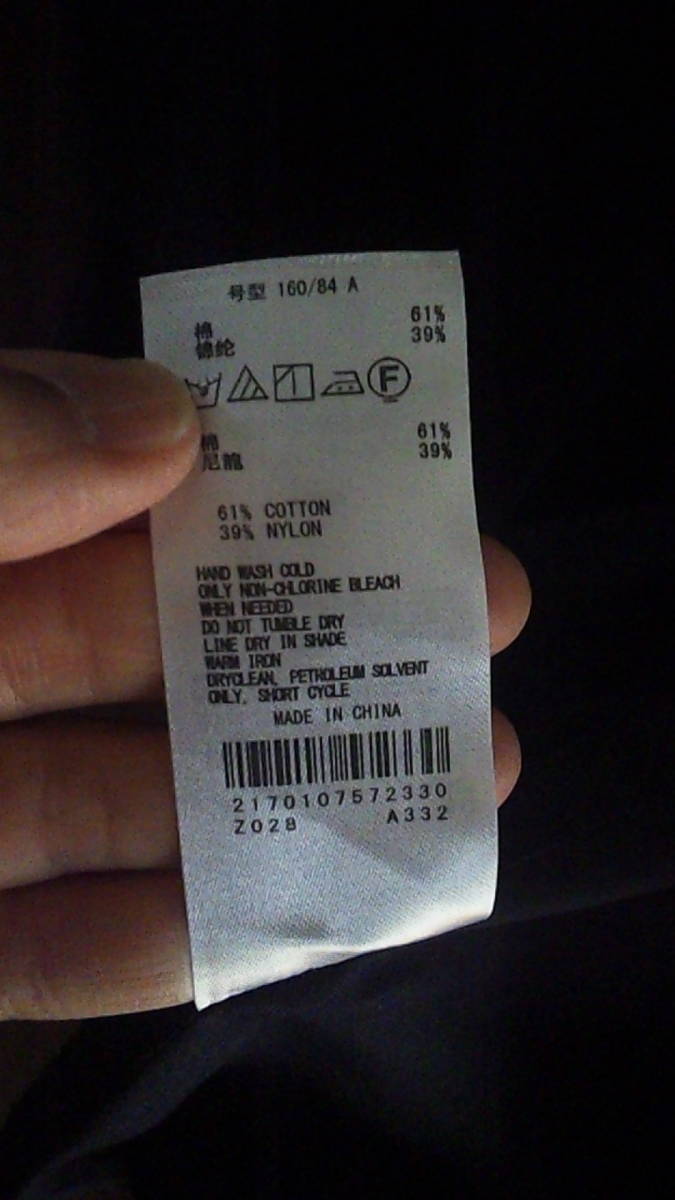 号型 160/84 A
棉 61%
锦纶 39%
F
棉 61%
尼龍 39%
61% COTTON
39% NYLON
HAND WASH COLD
ONLY NON-CHLORINE BLEACH
WHEN NEEDED
DO NOT TUMBLE DRY
LINE DRY IN SHADE
WARM IRON
DRYCLEAN, PETROLEUM SOLVENT
ONLY, SHORT CYCLE
MADE IN CHINA
2170107572330
Z028 A332